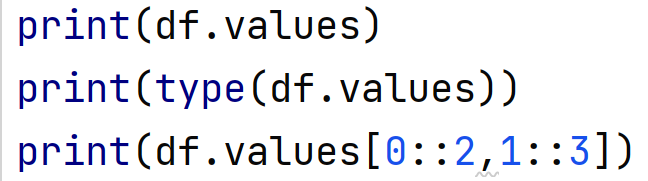 print(df.values)
print(type(df.values))
print(df.values[0::2,1::3])